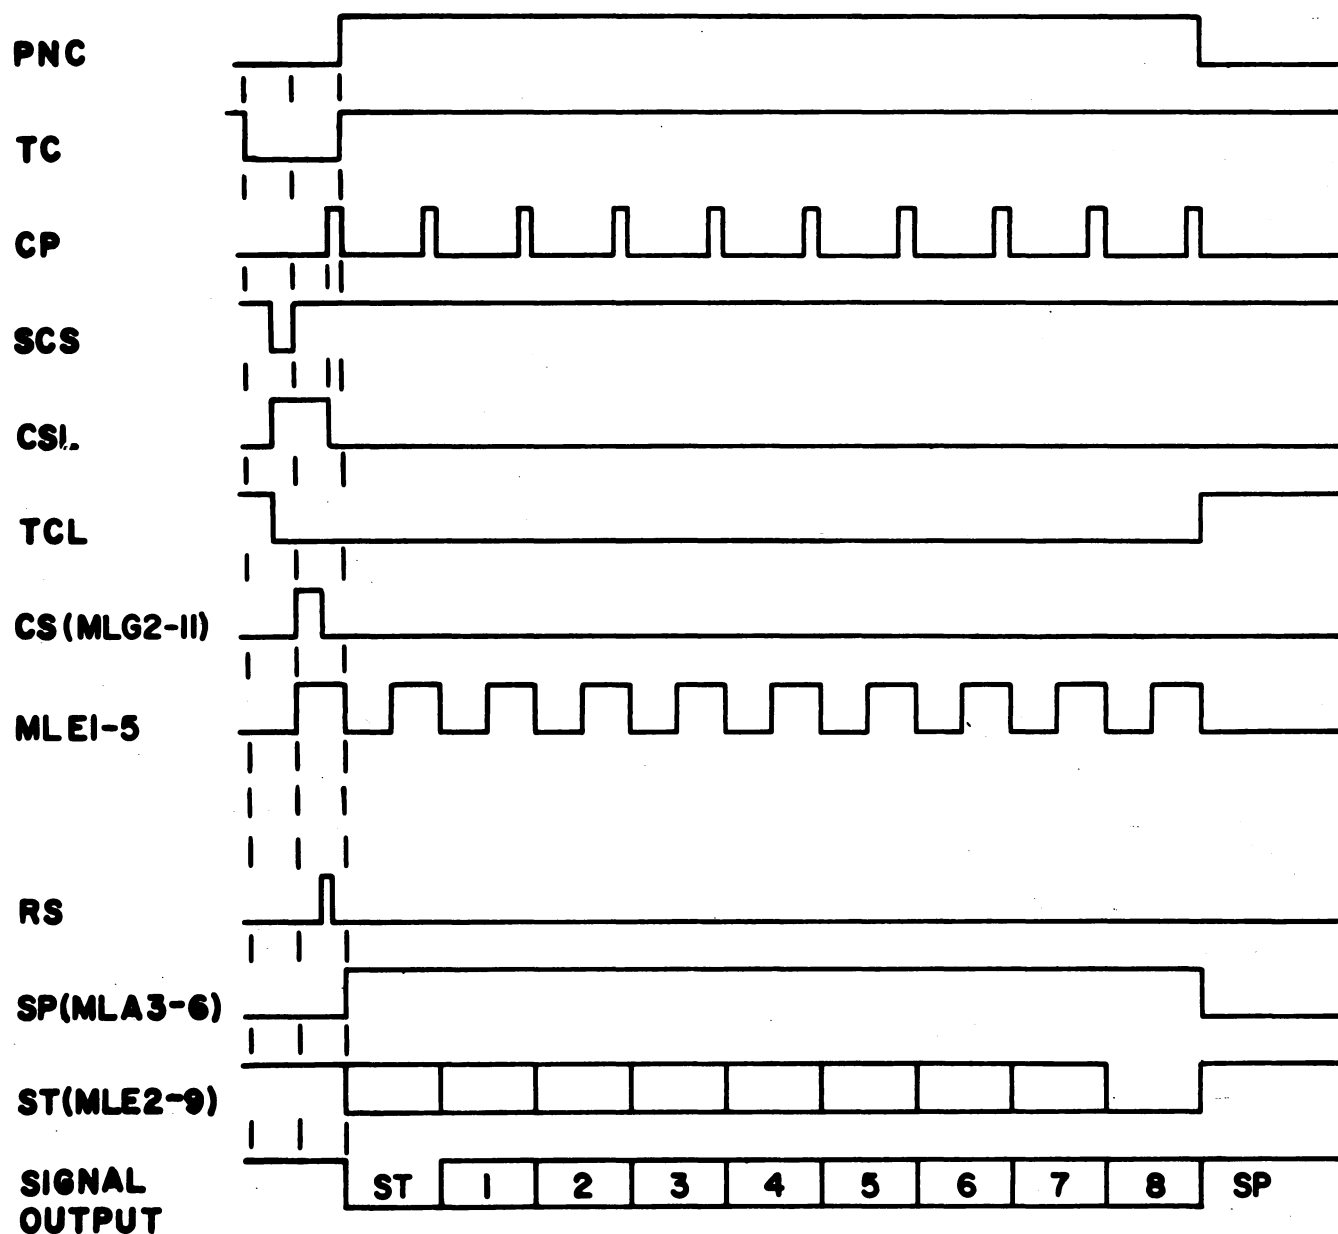 PNC
TC
CP
SCS
CSL
TCL
CS(MLG2-11)
MLE1-5
RS
SP(MLA3-6)
ST(MLE2-9)
SIGNAL
OUTPUT
ST 1 2 3 4 5 6 7 8 SP